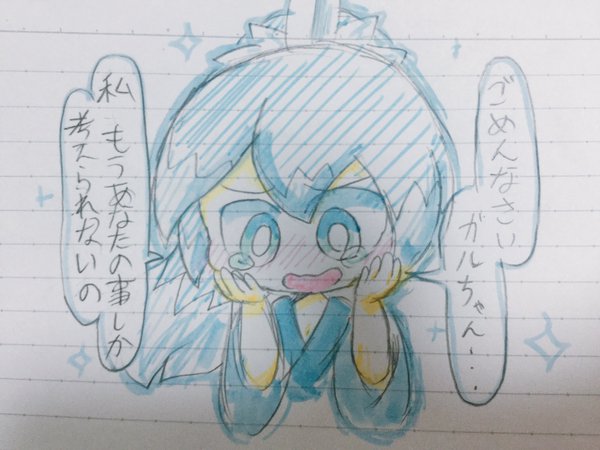 ごめんなさい
ガルちゃん・・・
私 もうあなたの事しか
考えられないの